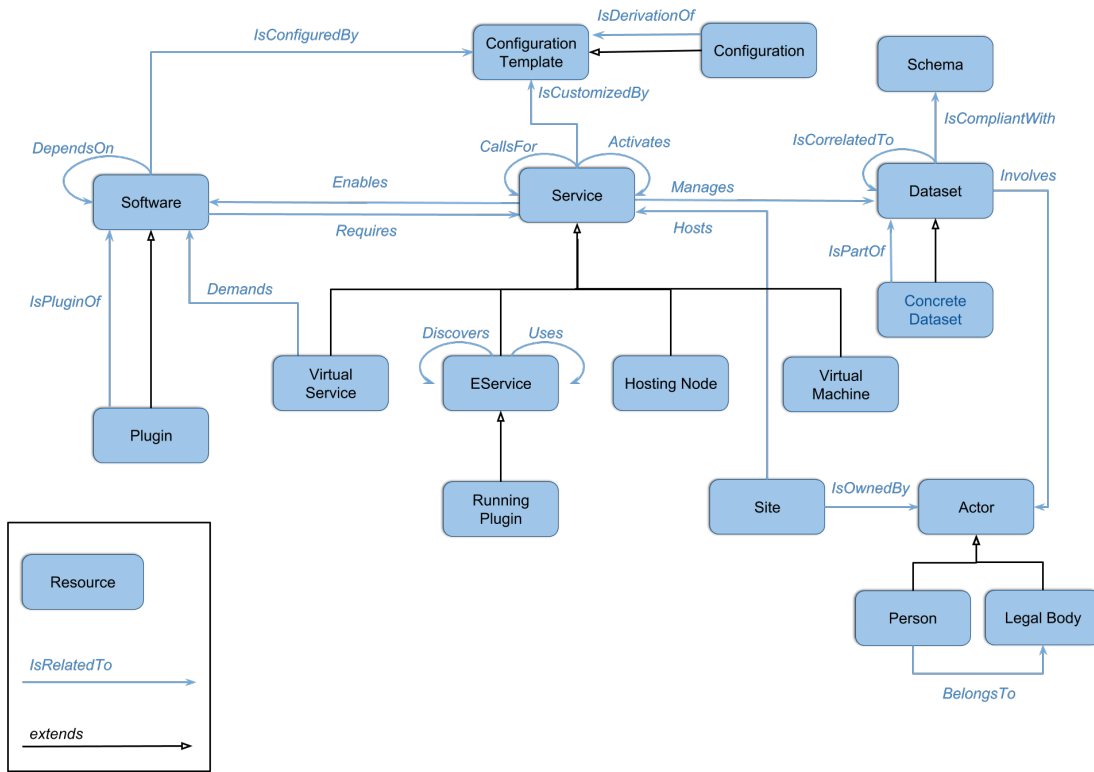 IsDerivationOf
IsConfiguredBy
Configuration
Template
Configuration
Schema
IsCustomizedBy
IsCompliantWith
DependsOn
CallsFor
Activates
IsCorrelatedTo
Software
Enables
Service
Manages
Dataset
Involves
Requires
Hosts
IsPartOf
IsPluginOf
Demands
Concrete
Dataset
Discovers
Uses
Virtual
Service
EService
Hosting Node
Virtual
Machine
Plugin
Running
Plugin
Site
IsOwnedBy
Actor
Resource
Person
Legal Body
IsRelatedTo
BelongsTo
extends